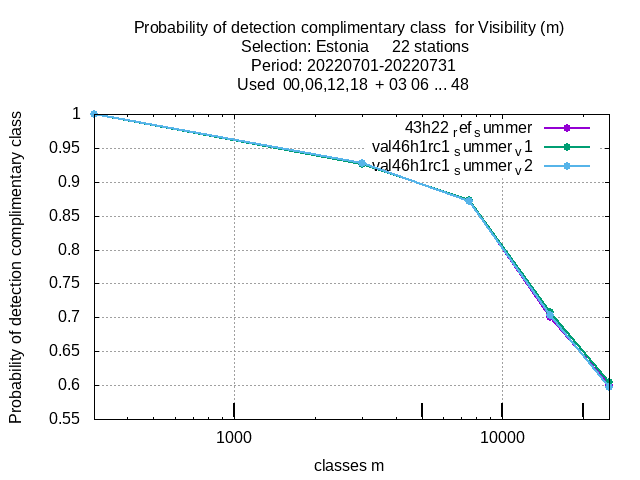 Probability of detection complimentary class  for Visibility (m)
Selection: Estonia     22 stations
Period: 20220701-20220731
Used  00,06,12,18  + 03 06 ... 48
Probability of detection complimentary class
1
0.95
0.9
0.85
0.8
0.75
0.7
0.65
0.6
0.55
43h22 ref summer
val46h1rc1 summer v1
val46h1rc1 summer v2
1000
10000
classes m